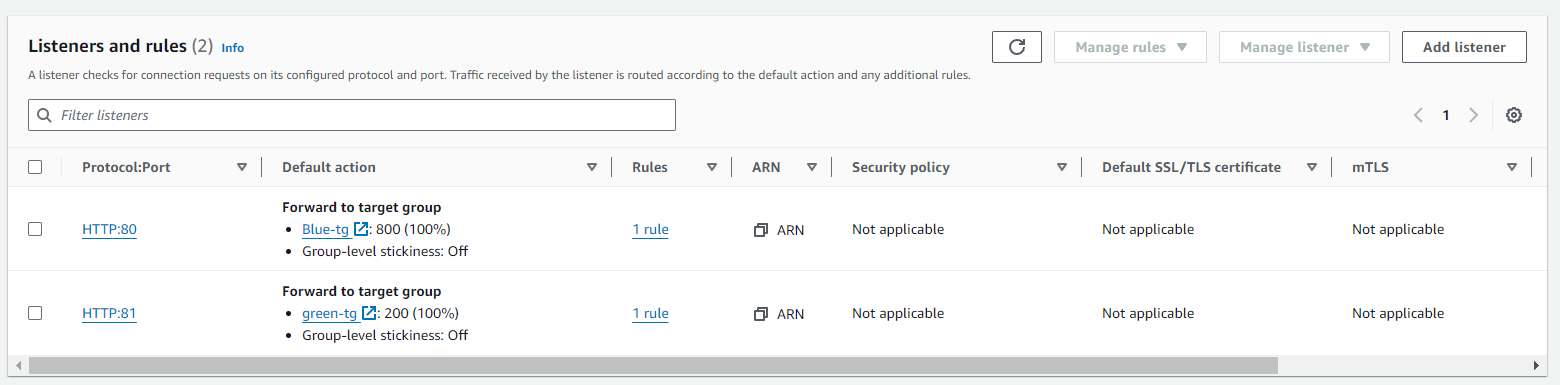 Listeners and rules (2) Info
Manage rules
Manage listener
Add listener
A listener checks for connection requests on its configured protocol and port. Traffic received by the listener is routed according to the default action and any additional rules.
Filter listeners
1
Protocol:Port Default action Rules ARN Security policy Default SSL/TLS certificate mTLS
Forward to target group
HTTP:80 • Blue-tg : 800 (100%) 1 rule ARN Not applicable Not applicable Not applicable
• Group-level stickiness: Off
Forward to target group
HTTP:81 • green-tg : 200 (100%) 1 rule ARN Not applicable Not applicable Not applicable
• Group-level stickiness: Off